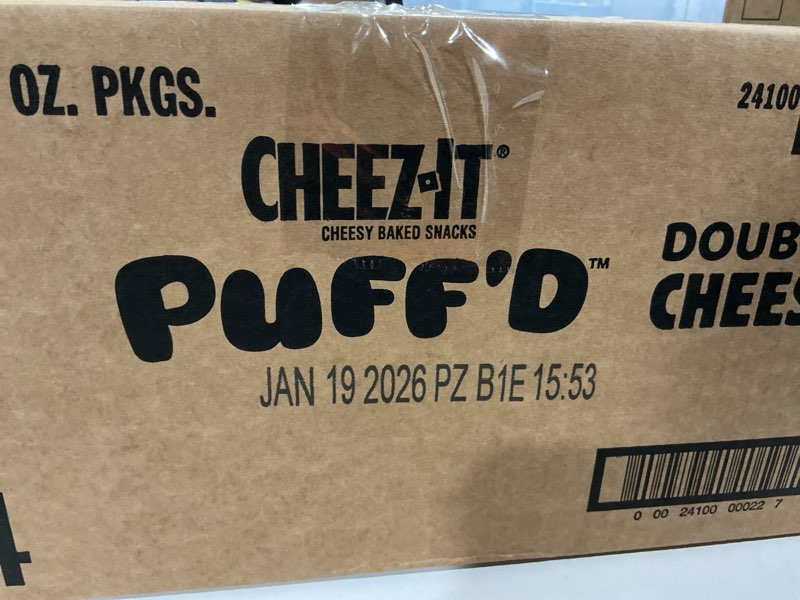 OZ. PKGS.
24100
CHEEZ-IT®
CHEESY BAKED SNACKS
PUFF'D™
DOUB
CHEES
JAN 19 2026 PZ B1E 15:53
0 00 24100 00022 7
4